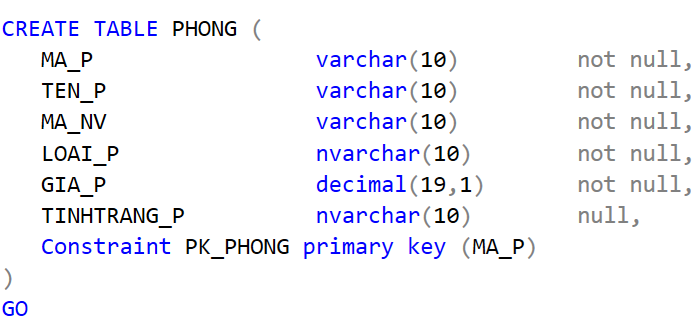 CREATE TABLE PHONG (
MA_P varchar(10) not null,
TEN_P varchar(10) not null,
MA_NV varchar(10) not null,
LOAI_P nvarchar(10) not null,
GIA_P decimal(19,1) not null,
TINHTRANG_P nvarchar(10) null,
Constraint PK_PHONG primary key (MA_P)
)
GO